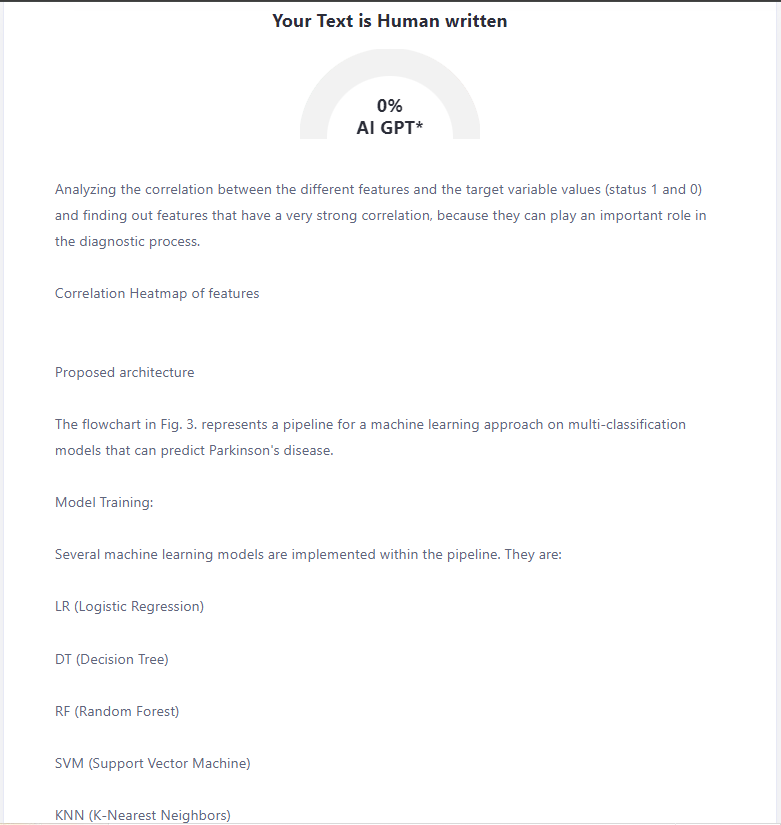 Your Text is Human written
0%
AI GPT*
Analyzing the correlation between the different features and the target variable values (status 1 and 0)
and finding out features that have a very strong correlation, because they can play an important role in
the diagnostic process.
Correlation Heatmap of features
Proposed architecture
The flowchart in Fig. 3. represents a pipeline for a machine learning approach on multi-classification
models that can predict Parkinson's disease.
Model Training:
Several machine learning models are implemented within the pipeline. They are:
LR (Logistic Regression)
DT (Decision Tree)
RF (Random Forest)
SVM (Support Vector Machine)
KNN (K-Nearest Neighbors)